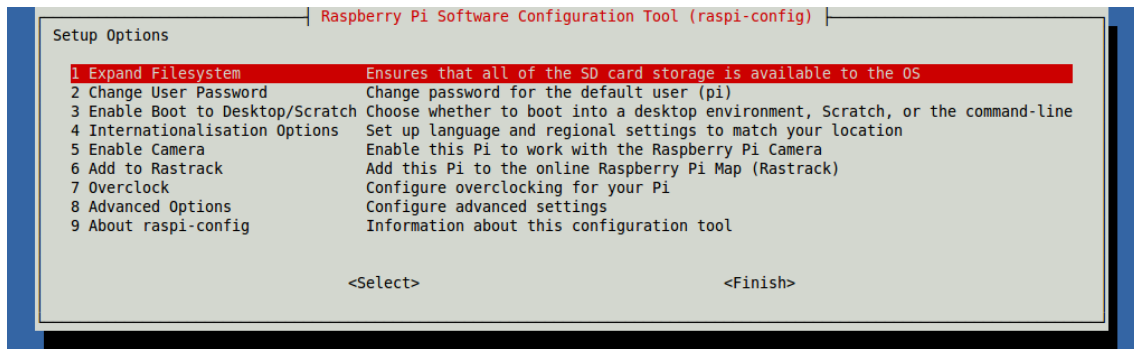 Raspberry Pi Software Configuration Tool (raspi-config)
Setup Options
1 Expand Filesystem Ensures that all of the SD card storage is available to the OS
2 Change User Password Change password for the default user (pi)
3 Enable Boot to Desktop/Scratch Choose whether to boot into a desktop environment, Scratch, or the command-line
4 Internationalisation Options Set up language and regional settings to match your location
5 Enable Camera Enable this Pi to work with the Raspberry Pi Camera
6 Add to Rastrack Add this Pi to the online Raspberry Pi Map (Rastrack)
7 Overclock Configure overclocking for your Pi
8 Advanced Options Configure advanced settings
9 About raspi-config Information about this configuration tool
<Select> <Finish>